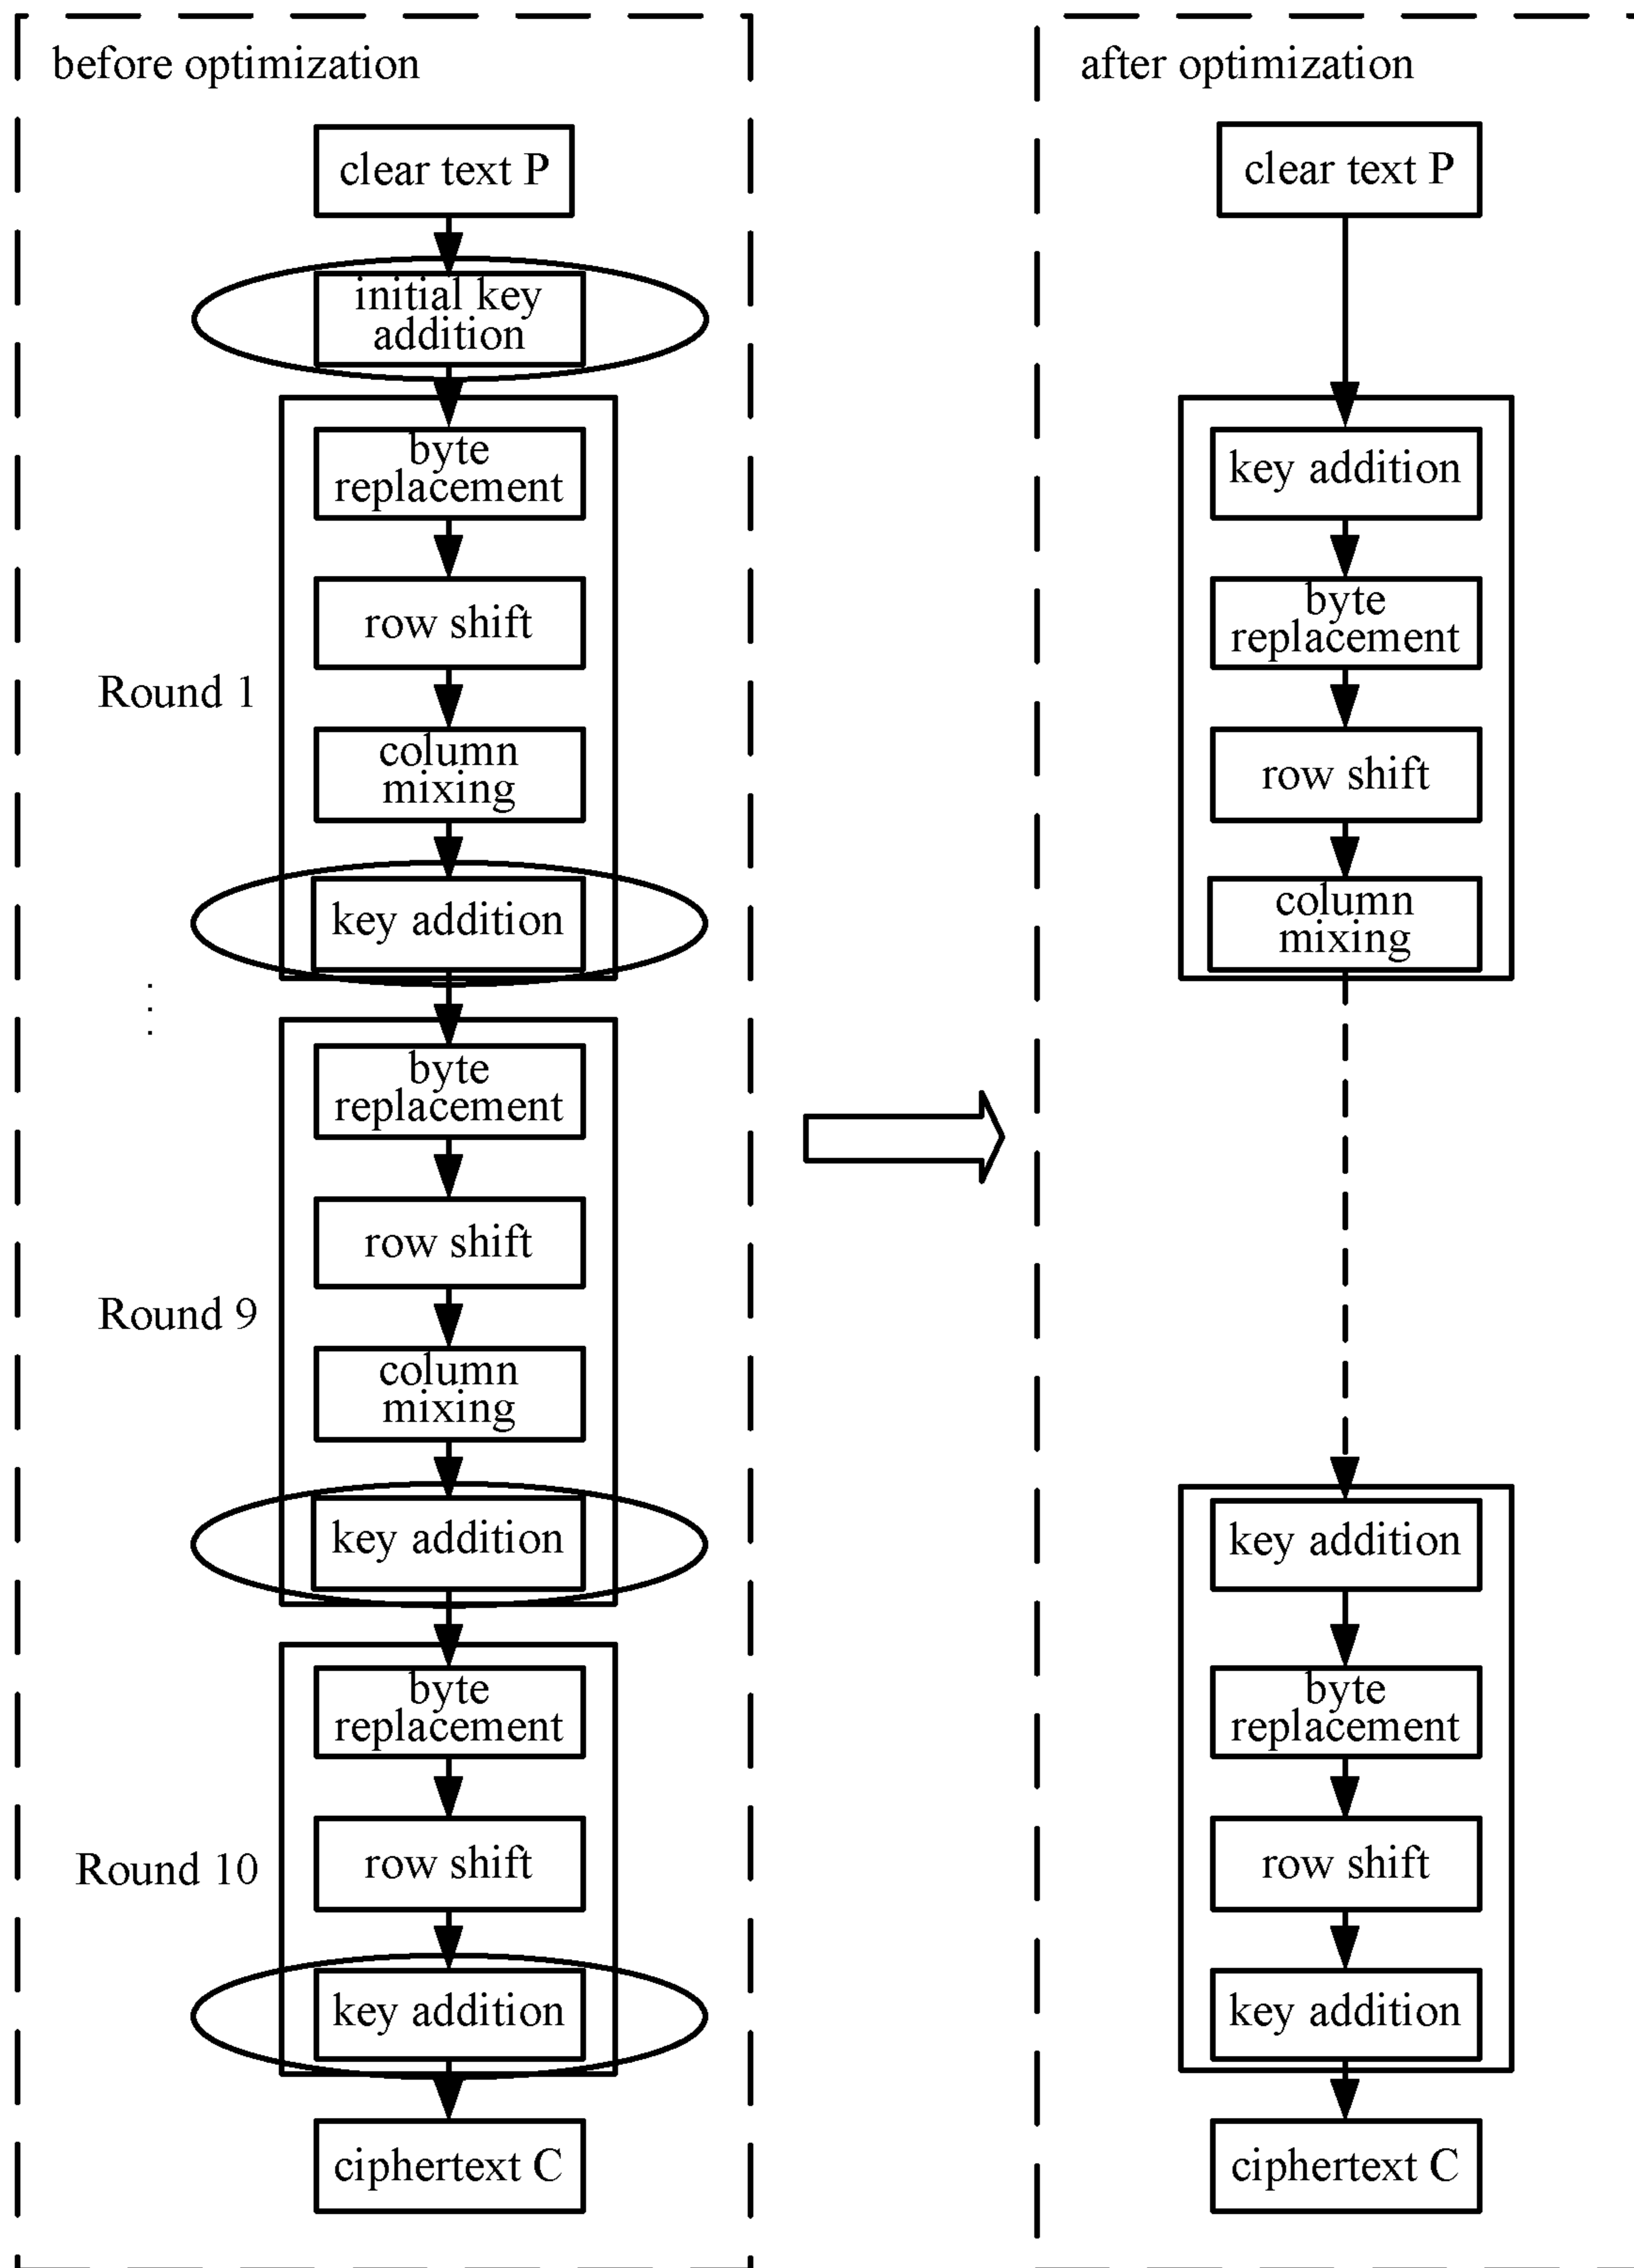 before optimization
clear text P
initial key
addition
byte
replacement
row shift
Round 1
column
mixing
key addition
byte
replacement
row shift
Round 9
column
mixing
key addition
byte
replacement
row shift
Round 10
key addition
ciphertext C
after optimization
clear text P
key addition
byte
replacement
row shift
column
mixing
key addition
byte
replacement
row shift
key addition
ciphertext C